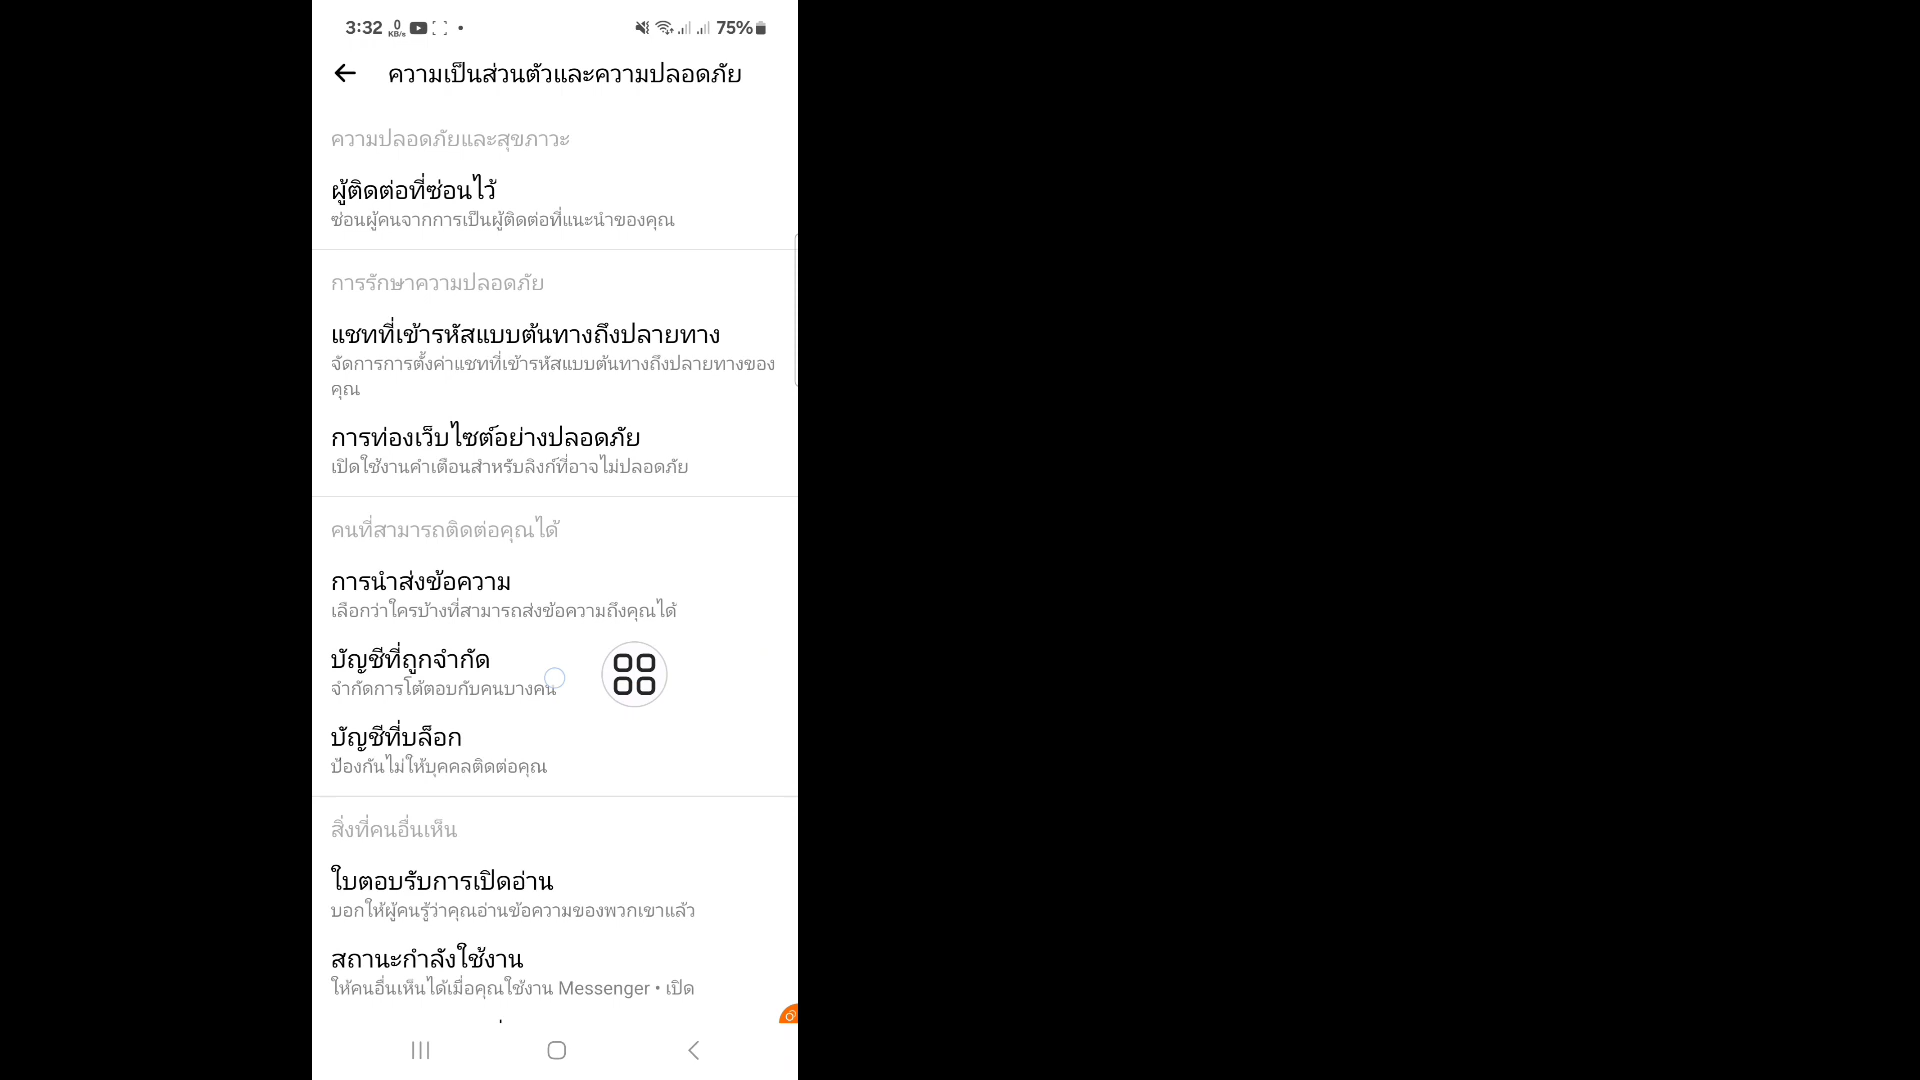 3:32 0 KB/s 75%
ความเป็นส่วนตัวและความปลอดภัย
ความปลอดภัยและสุขภาวะ
ผู้ติดต่อที่ซ่อนไว้
ซ่อนผู้คนจากการเป็นผู้ติดต่อที่แนะนำของคุณ
การรักษาความปลอดภัย
แชทที่เข้ารหัสแบบต้นทางถึงปลายทาง
จัดการการตั้งค่าแชทที่เข้ารหัสแบบต้นทางถึงปลายทางของ
คุณ
การท่องเว็บไซต์อย่างปลอดภัย
เปิดใช้งานคำเตือนสำหรับลิงก์ที่อาจไม่ปลอดภัย
คนที่สามารถติดต่อคุณได้
การนำส่งข้อความ
เลือกว่าใครบ้างที่สามารถส่งข้อความถึงคุณได้
บัญชีที่ถูกจำกัด
จำกัดการโต้ตอบกับคนบางคน
บัญชีที่บล็อก
ป้องกันไม่ให้บุคคลติดต่อคุณ
สิ่งที่คนอื่นเห็น
ใบตอบรับการเปิดอ่าน
บอกให้ผู้คนรู้ว่าคุณอ่านข้อความของพวกเขาแล้ว
สถานะกำลังใช้งาน
ให้คนอื่นเห็นได้เมื่อคุณใช้งาน Messenger • เปิด